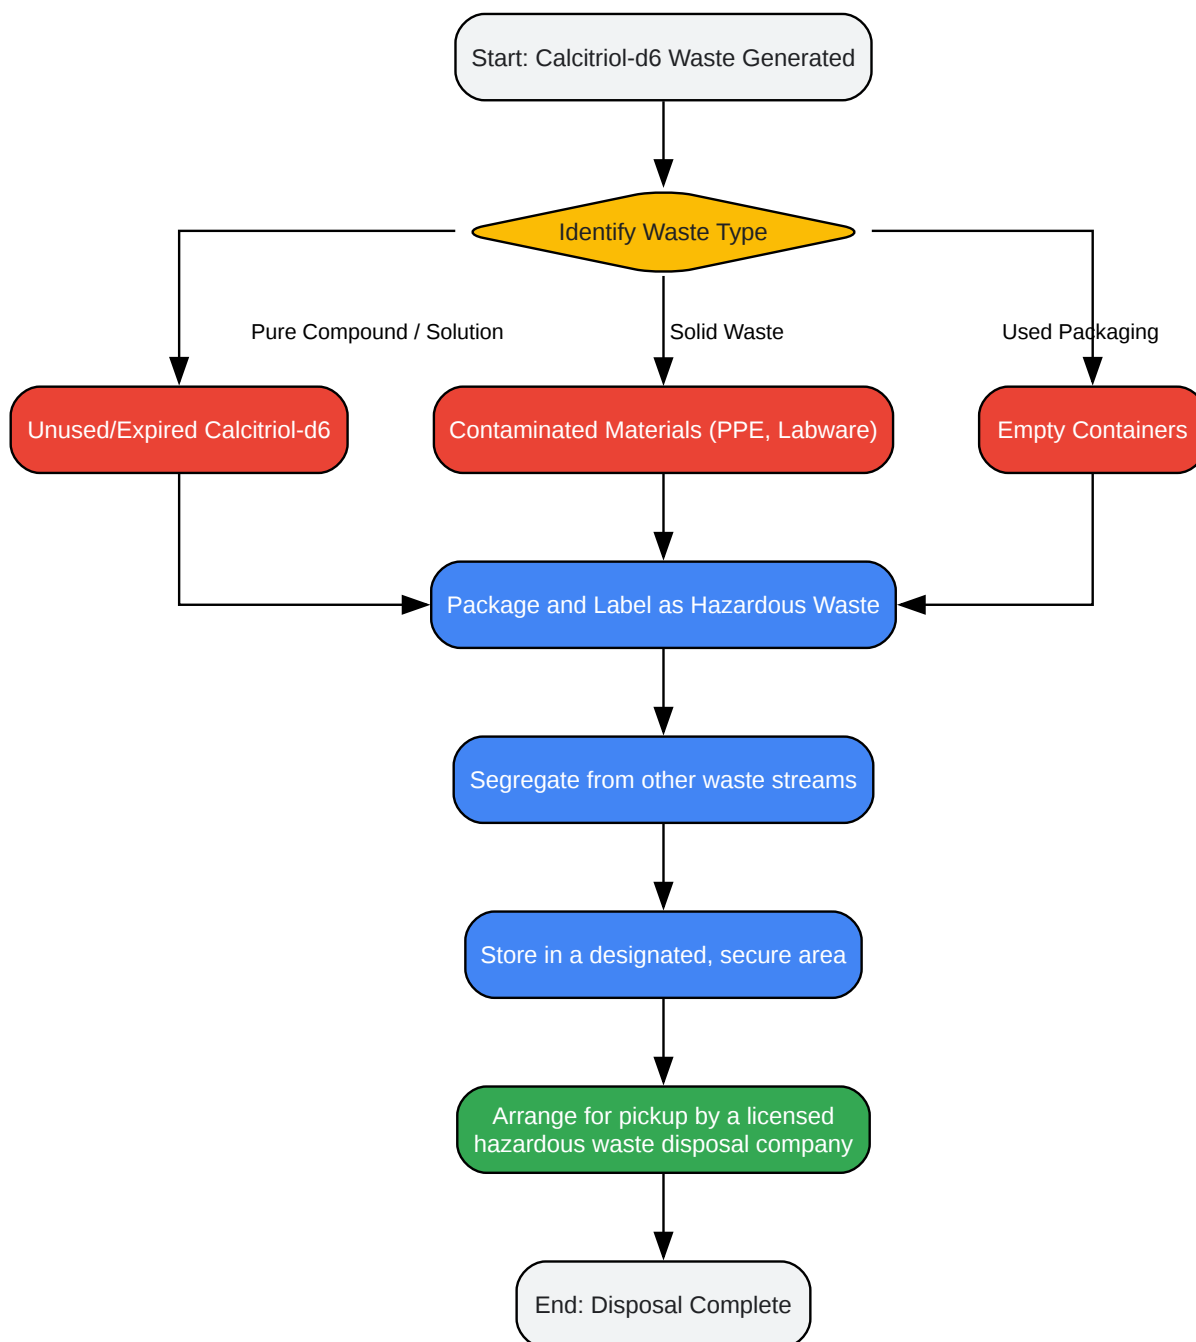 Start: Calcitriol-d6 Waste Generated
Identify Waste Type
Pure Compound / Solution
Solid Waste
Used Packaging
Unused/Expired Calcitriol-d6
Contaminated Materials (PPE, Labware)
Empty Containers
Package and Label as Hazardous Waste
Segregate from other waste streams
Store in a designated, secure area
Arrange for pickup by a licensed
hazardous waste disposal company
End: Disposal Complete